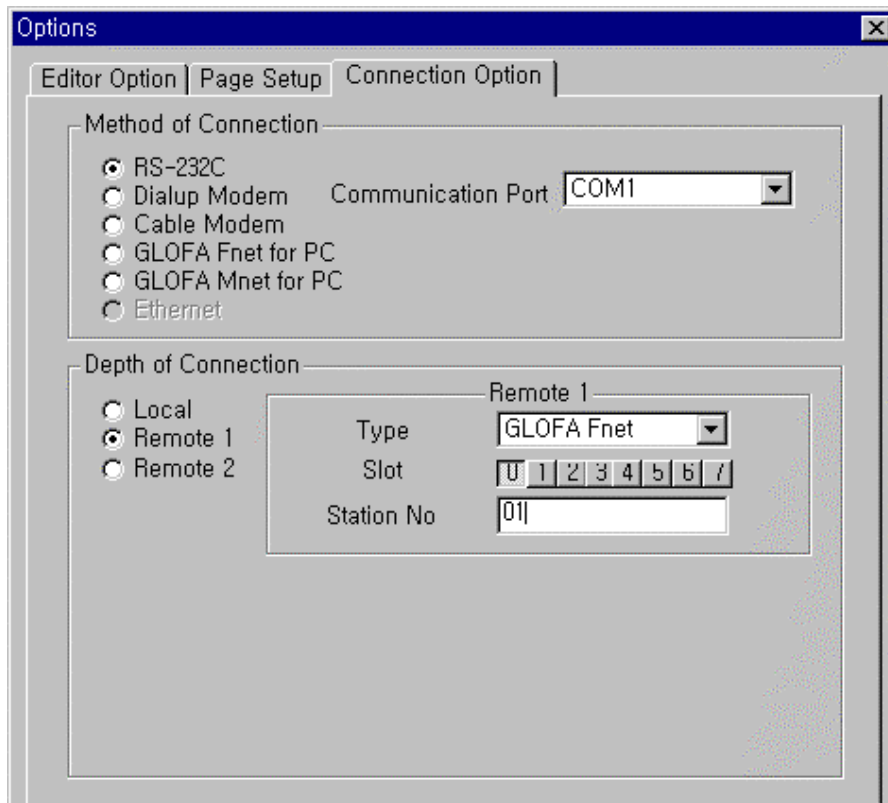 Options
Editor Option Page Setup Connection Option
Method of Connection
RS-232C
Dialup Modem Communication Port COM1
Cable Modem
GLOFA Fnet for PC
GLOFA Mnet for PC
Ethernet
Depth of Connection
Remote 1
Local
Remote 1
Remote 2
Type GLOFA Fnet
Slot 0 1 2 3 4 5 6 7
Station No 01